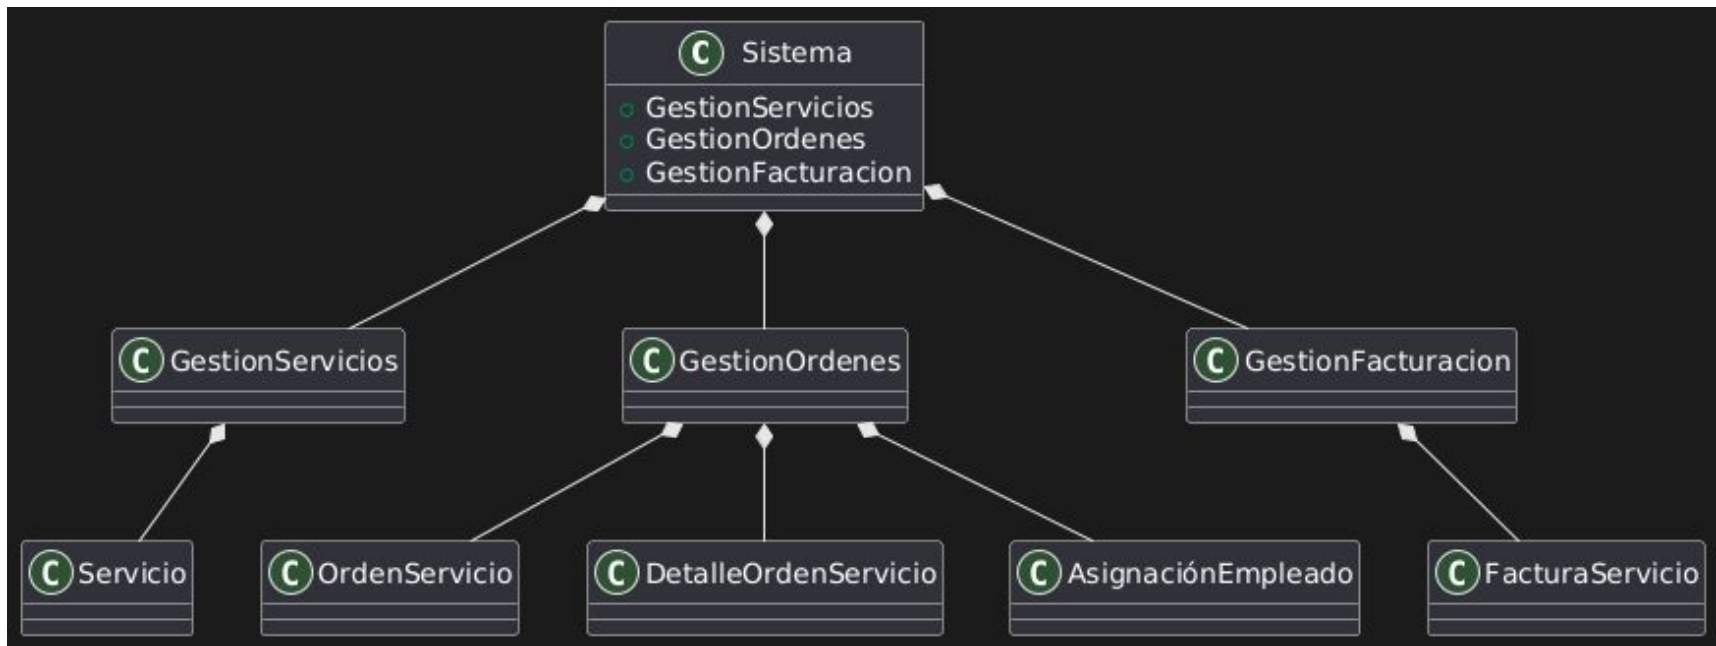 C Sistema
GestionServicios
GestionOrdenes
GestionFacturacion
C GestionServicios
C GestionOrdenes
C GestionFacturacion
C Servicio
C OrdenServicio
C DetalleOrdenServicio
C AsignaciónEmpleado
C FacturaServicio